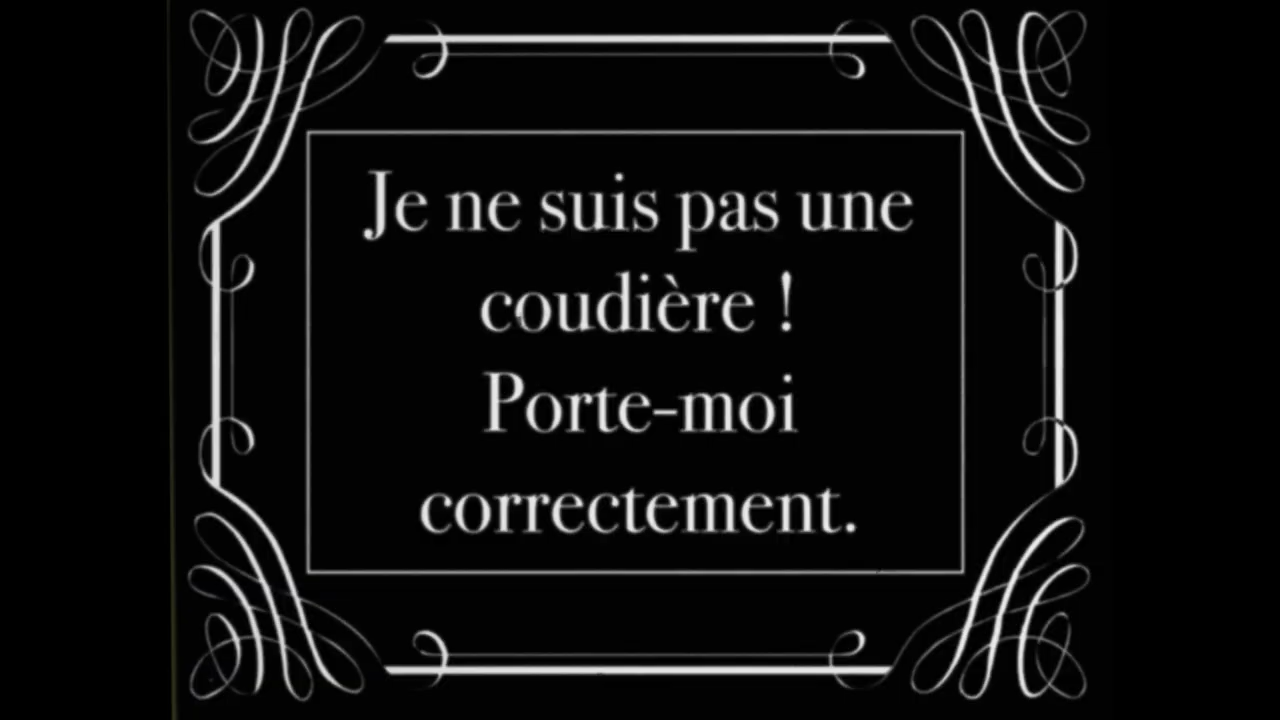 Je ne suis pas une
coudière !
Porte-moi
correctement.